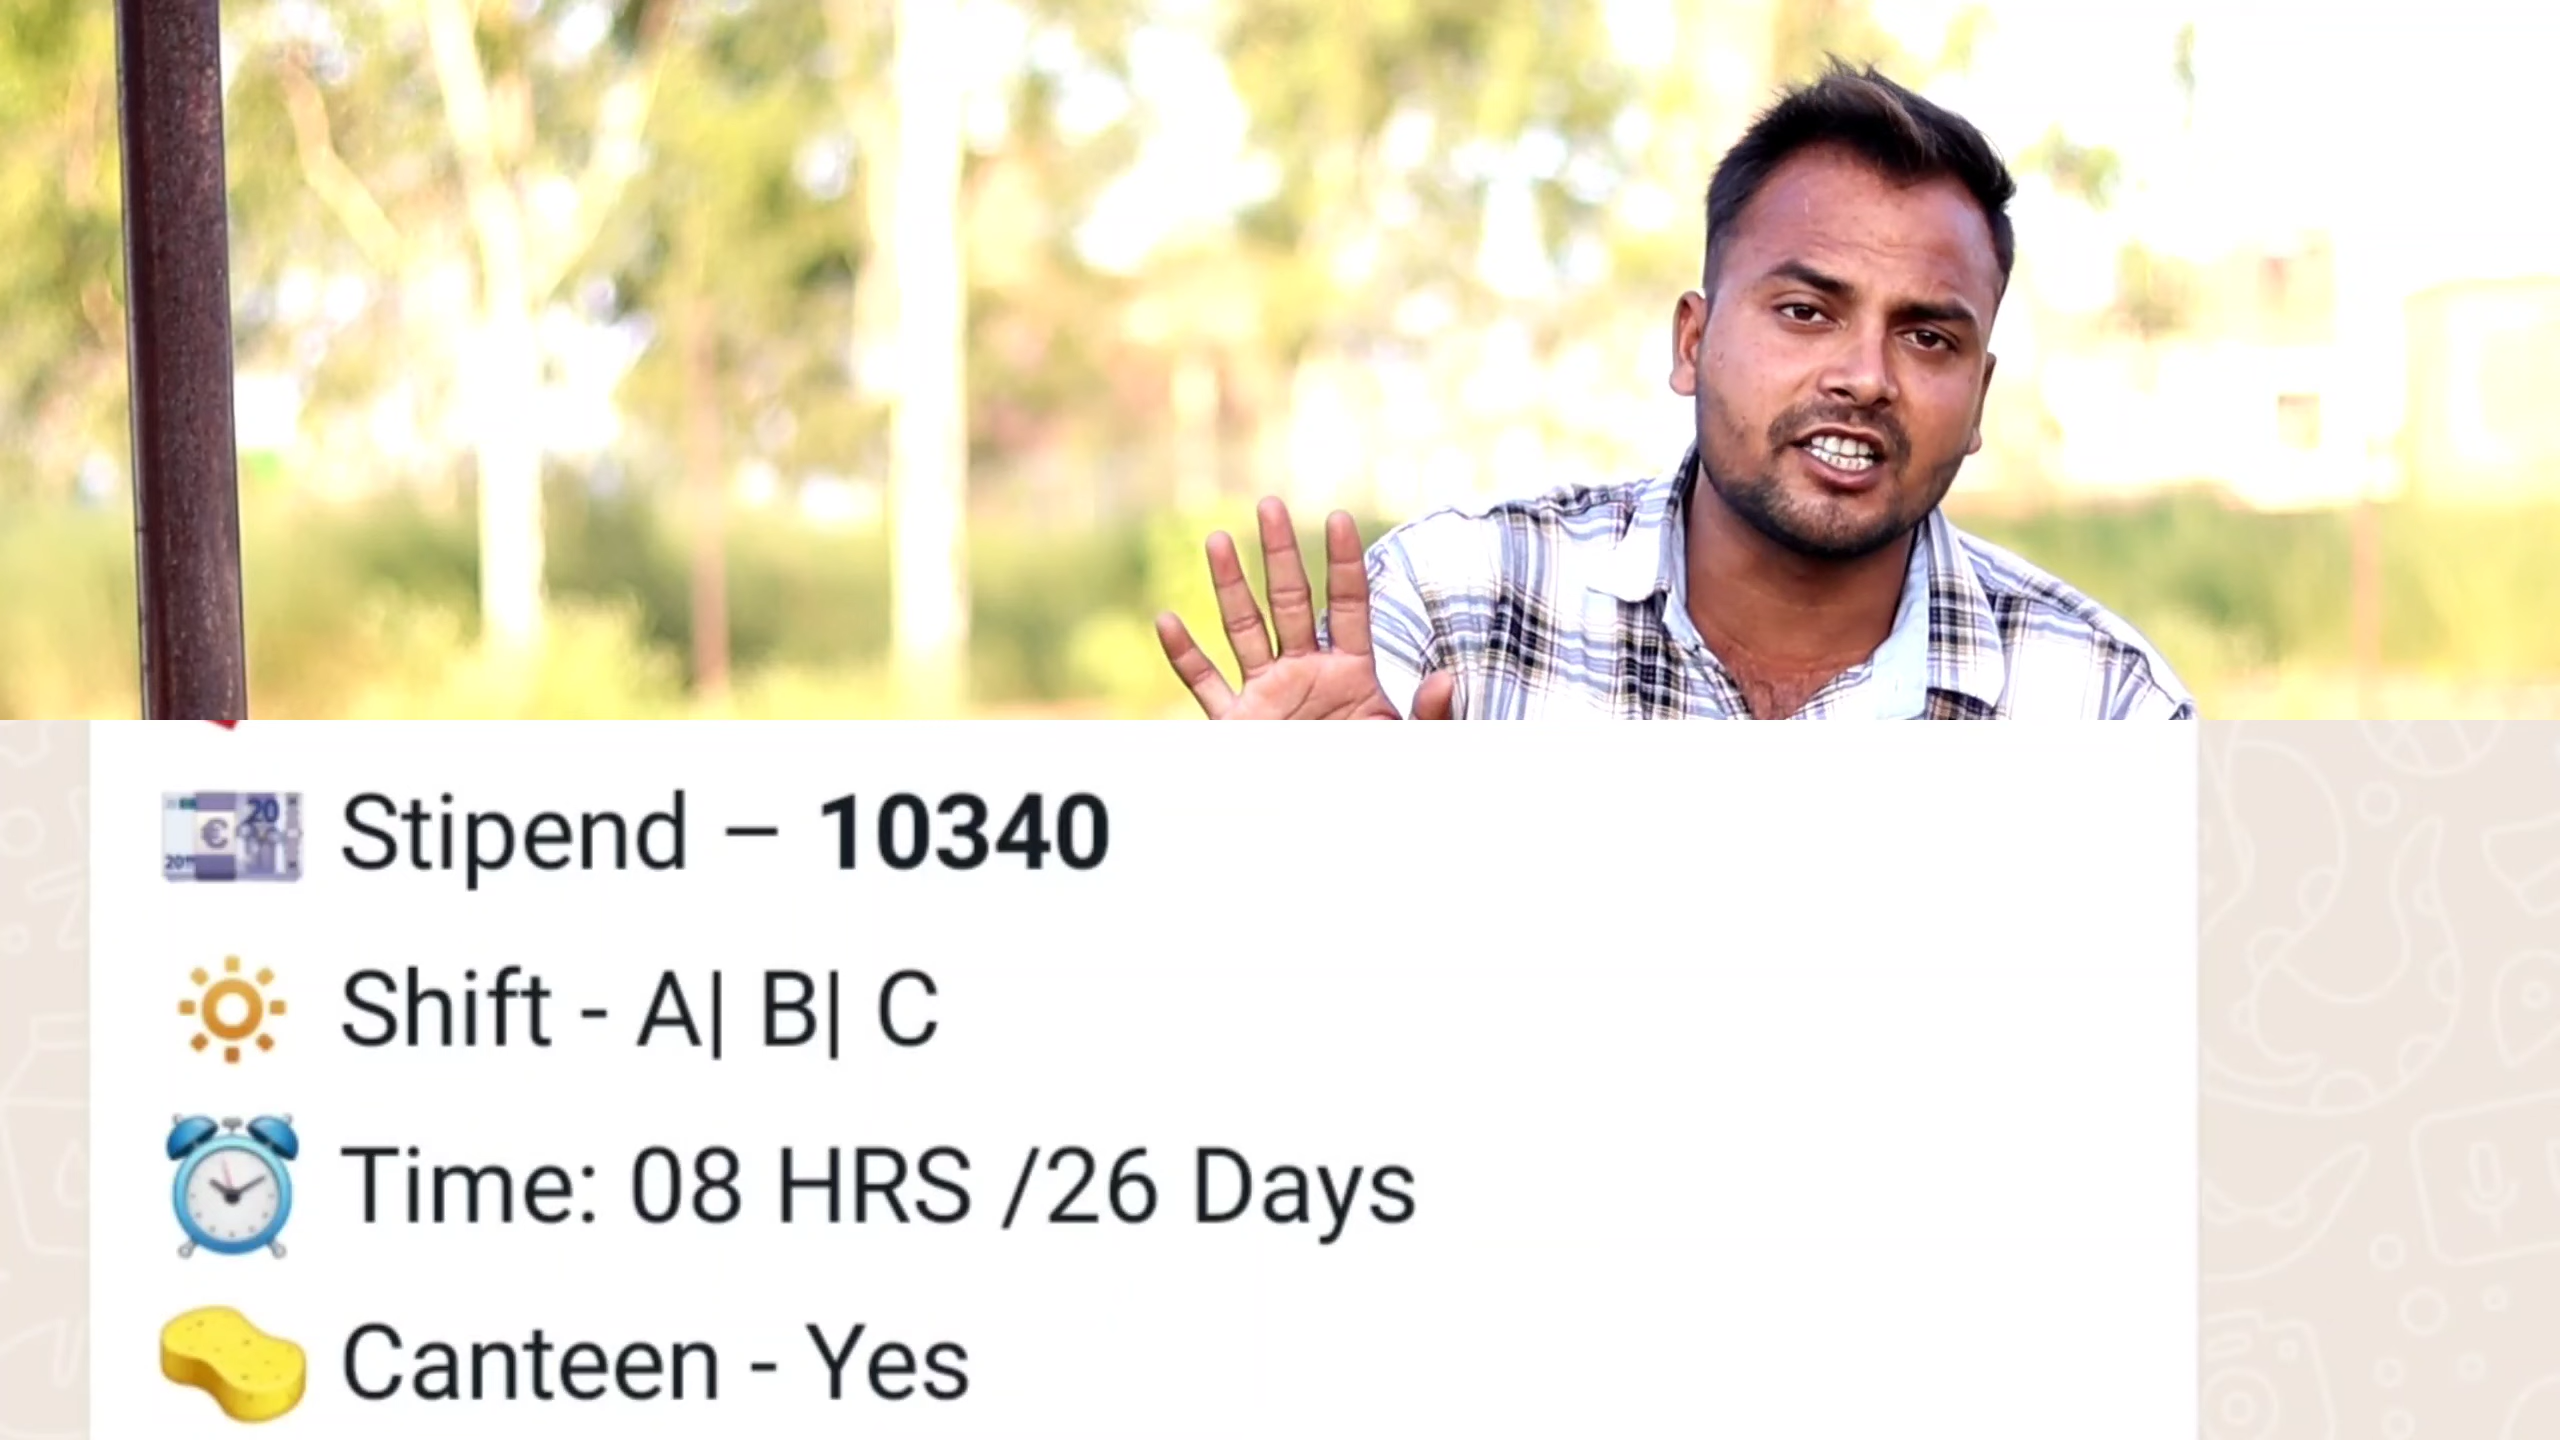 Stipend – 10340
Shift - A| B| C
Time: 08 HRS /26 Days
Canteen - Yes